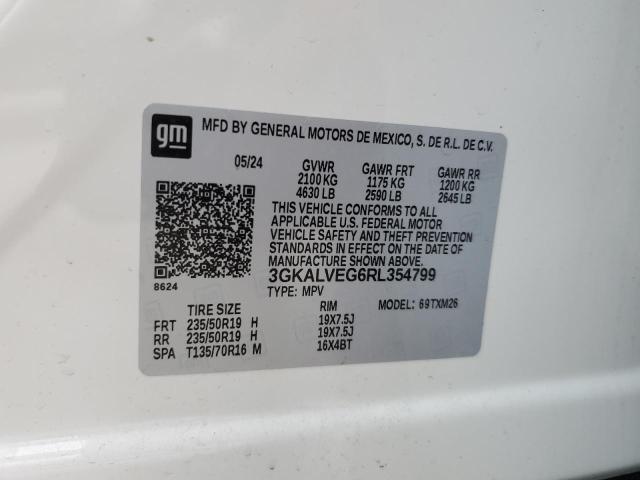 gm
MFD BY GENERAL MOTORS DE MEXICO, S. DE R.L. DE C.V.
05/24 GVWR GAWR FRT GAWR RR
2100 KG 1175 KG 1200 KG
4630 LB 2590 LB 2645 LB
THIS VEHICLE CONFORMS TO ALL
APPLICABLE U.S. FEDERAL MOTOR
VEHICLE SAFETY AND THEFT PREVENTION
STANDARDS IN EFFECT ON THE DATE OF
MANUFACTURE SHOWN ABOVE.
3GKALVEG6RL354799
8624 TYPE: MPV MODEL: 69TXM26
TIRE SIZE RIM
FRT 235/50R19 H 19X7.5J
RR 235/50R19 H 19X7.5J
SPA T135/70R16 M 16X4BT